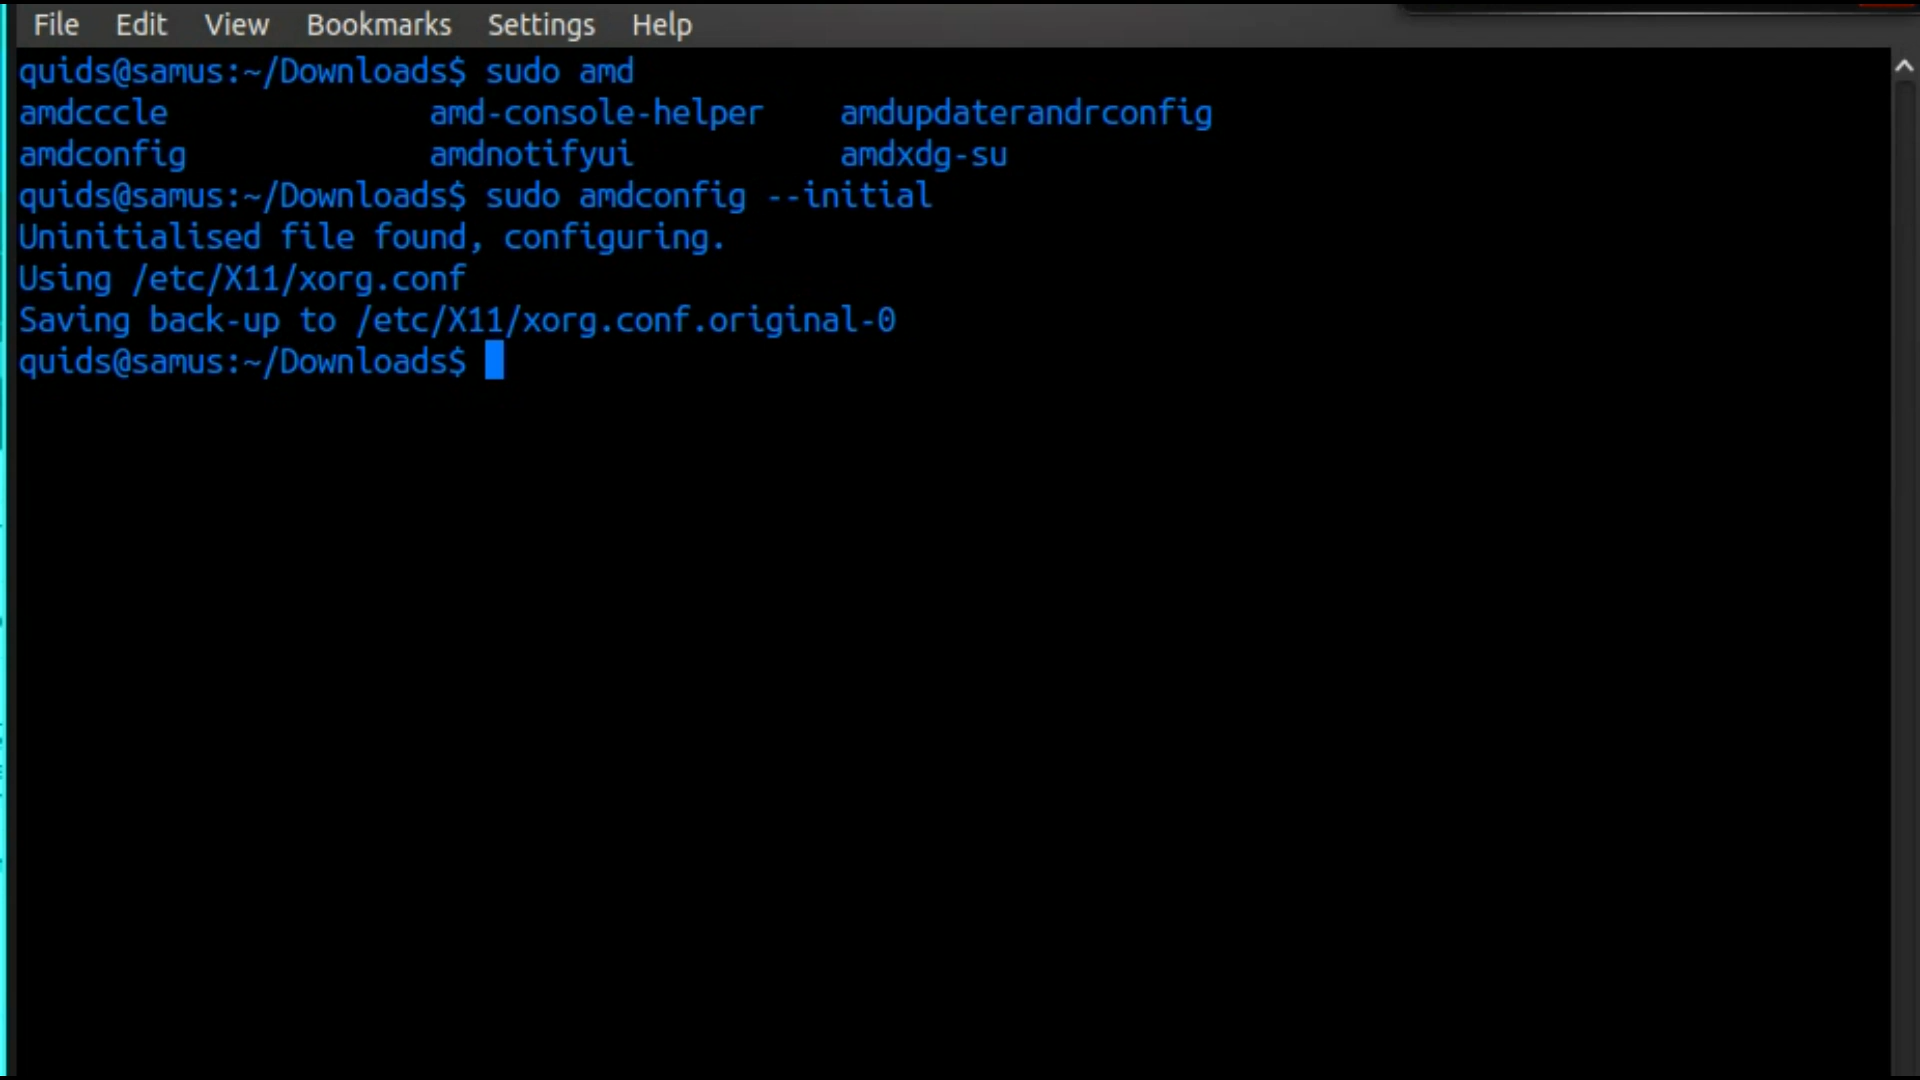 File Edit View Bookmarks Settings Help
quids@samus:~/Downloads$ sudo amd
amdcccle amd-console-helper amdupdaterandrconfig
amdconfig amdnotifyui amdxdg-su
quids@samus:~/Downloads$ sudo amdconfig --initial
Uninitialised file found, configuring.
Using /etc/X11/xorg.conf
Saving back-up to /etc/X11/xorg.conf.original-0
quids@samus:~/Downloads$